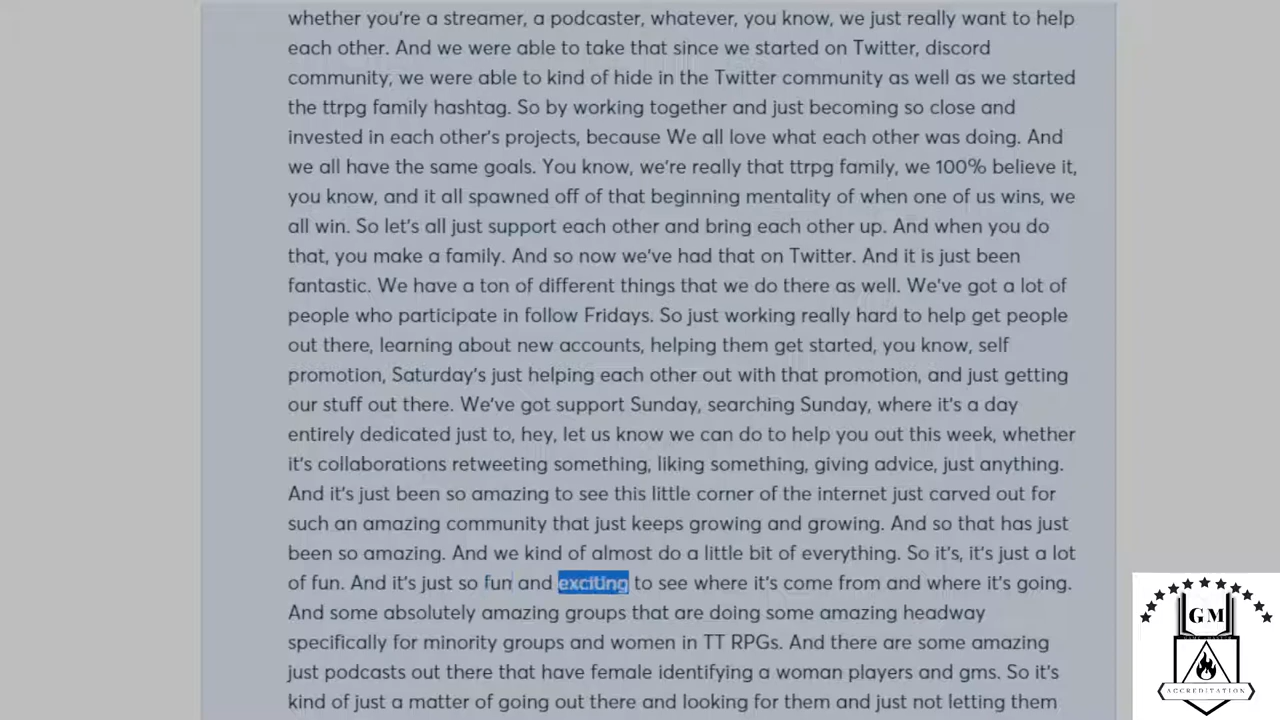 whether you're a streamer, a podcaster, whatever, you know, we just really want to help
each other. And we were able to take that since we started on Twitter, discord
community, we were able to kind of hide in the Twitter community as well as we started
the ttrpg family hashtag. So by working together and just becoming so close and
invested in each other's projects, because We all love what each other was doing. And
we all have the same goals. You know, we're really that ttrpg family, we 100% believe it,
you know, and it all spawned off of that beginning mentality of when one of us wins, we
all win. So let's all just support each other and bring each other up. And when you do
that, you make a family. And so now we've had that on Twitter. And it is just been
fantastic. We have a ton of different things that we do there as well. We've got a lot of
people who participate in follow Fridays. So just working really hard to help get people
out there, learning about new accounts, helping them get started, you know, self
promotion, Saturday's just helping each other out with that promotion, and just getting
our stuff out there. We've got support Sunday, searching Sunday, where it's a day
entirely dedicated just to, hey, let us know we can do to help you out this week, whether
it's collaborations retweeting something, liking something, giving advice, just anything.
And it's just been so amazing to see this little corner of the internet just carved out for
such an amazing community that just keeps growing and growing. And so that has just
been so amazing. And we kind of almost do a little bit of everything. So it's, it's just a lot
of fun. And it's just so fun and exciting to see where it's come from and where it's going.
And some absolutely amazing groups that are doing some amazing headway
specifically for minority groups and women in TT RPGs. And there are some amazing
just podcasts out there that have female identifying a woman players and gms. So it's
kind of just a matter of going out there and looking for them and just not letting them
GM
ACCREDITATION